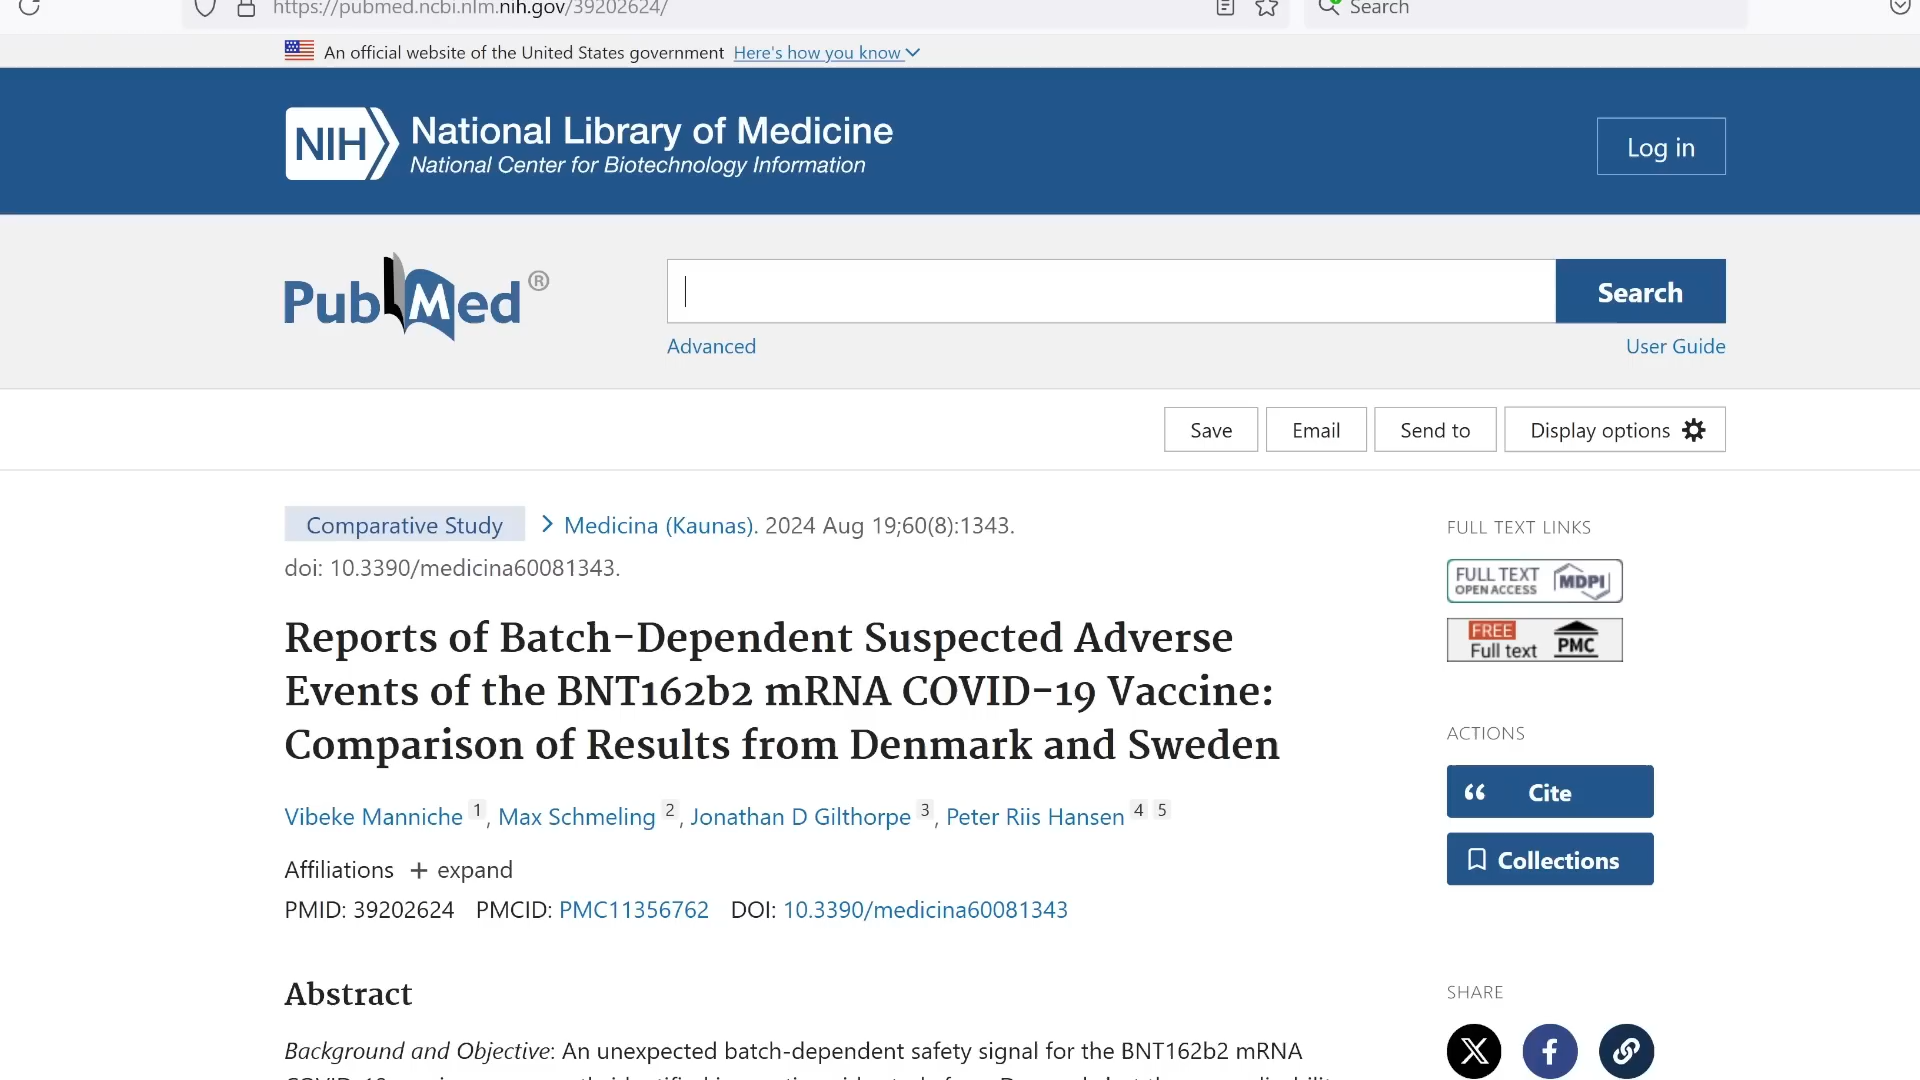 https://pubmed.ncbi.nlm.nih.gov/39202624/
Search
An official website of the United States government Here's how you know
NIH National Library of Medicine
National Center for Biotechnology Information
Log in
PubMed®
Search
Advanced
User Guide
Save
Email
Send to
Display options
Comparative Study
Medicina (Kaunas). 2024 Aug 19;60(8):1343.
doi: 10.3390/medicina60081343.
Reports of Batch-Dependent Suspected Adverse
Events of the BNT162b2 mRNA COVID-19 Vaccine:
Comparison of Results from Denmark and Sweden
Vibeke Manniche 1, Max Schmeling 2, Jonathan D Gilthorpe 3, Peter Riis Hansen 4 5
Affiliations + expand
PMID: 39202624 PMCID: PMC11356762 DOI: 10.3390/medicina60081343
Abstract
Background and Objective: An unexpected batch-dependent safety signal for the BNT162b2 mRNA
FULL TEXT LINKS
FULL TEXT
OPEN ACCESS
MDPI
FREE
Full text
PMC
ACTIONS
Cite
Collections
SHARE